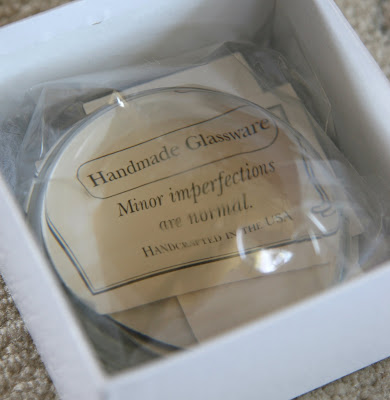 Handmade Glassware
Minor imperfections
are normal.
HANDCRAFTED IN THE USA